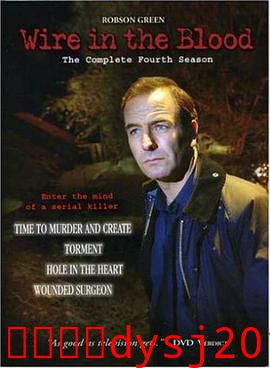 ROBSON GREEN
Wire in the Blood
The Complete Fourth Season
Enter the mind
of a serial killer
TIME TO MURDER AND CREATE
TORMENT
HOLE IN THE HEART
WOUNDED SURGEON
"As good as television gets." DVD VERDICT
dysj20